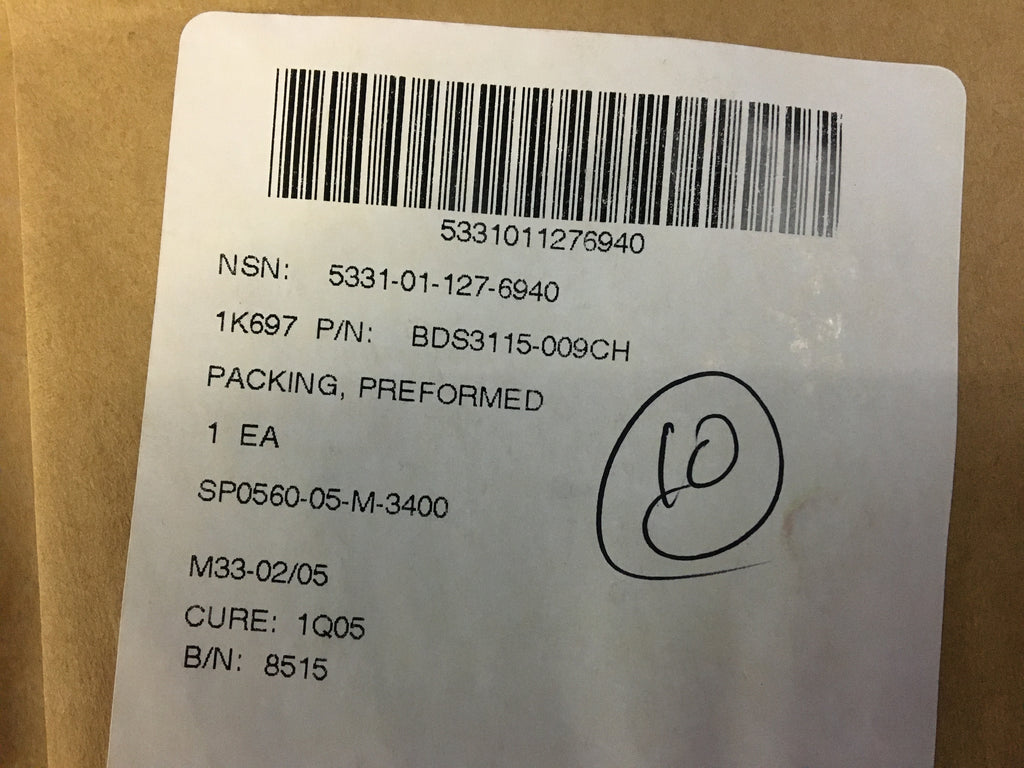 5331011276940
NSN: 5331-01-127-6940
1K697 P/N: BDS3115-009CH
PACKING, PREFORMED
1 EA
10
SP0560-05-M-3400
M33-02/05
CURE: 1Q05
B/N: 8515